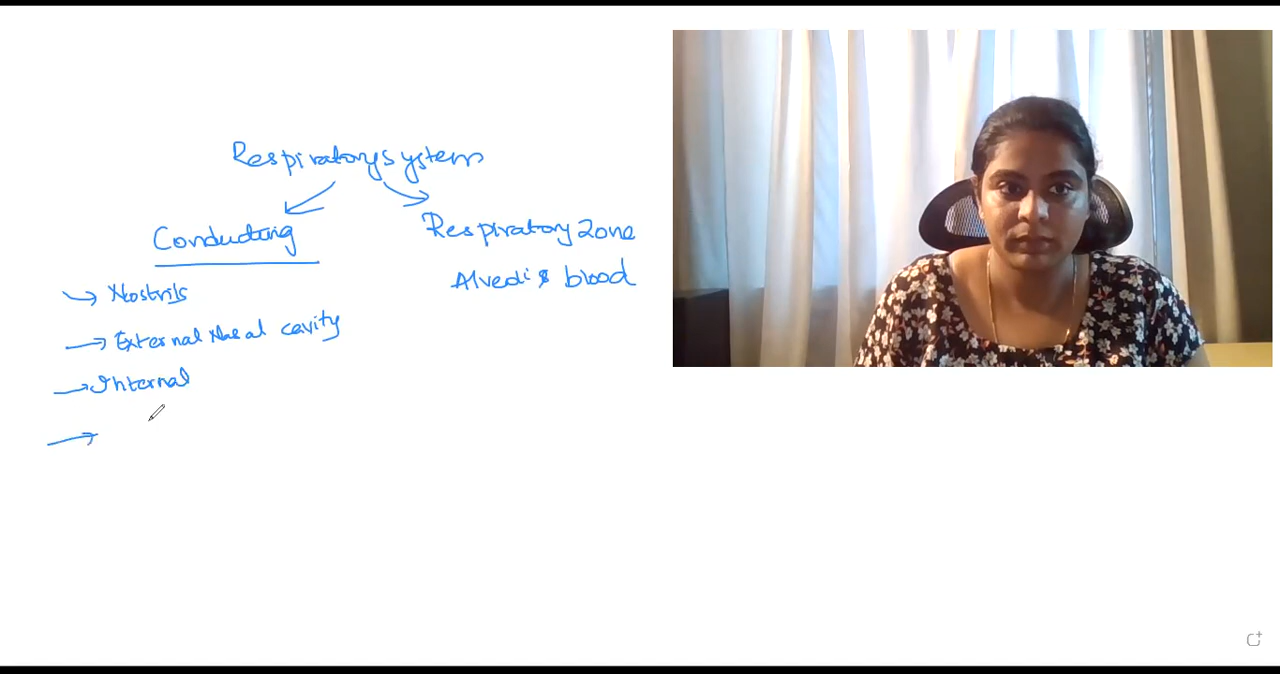 Respiratory system
Conducting
Respiratory Zone
Alveoli & blood
Nostrils
External Nasal cavity
Internal